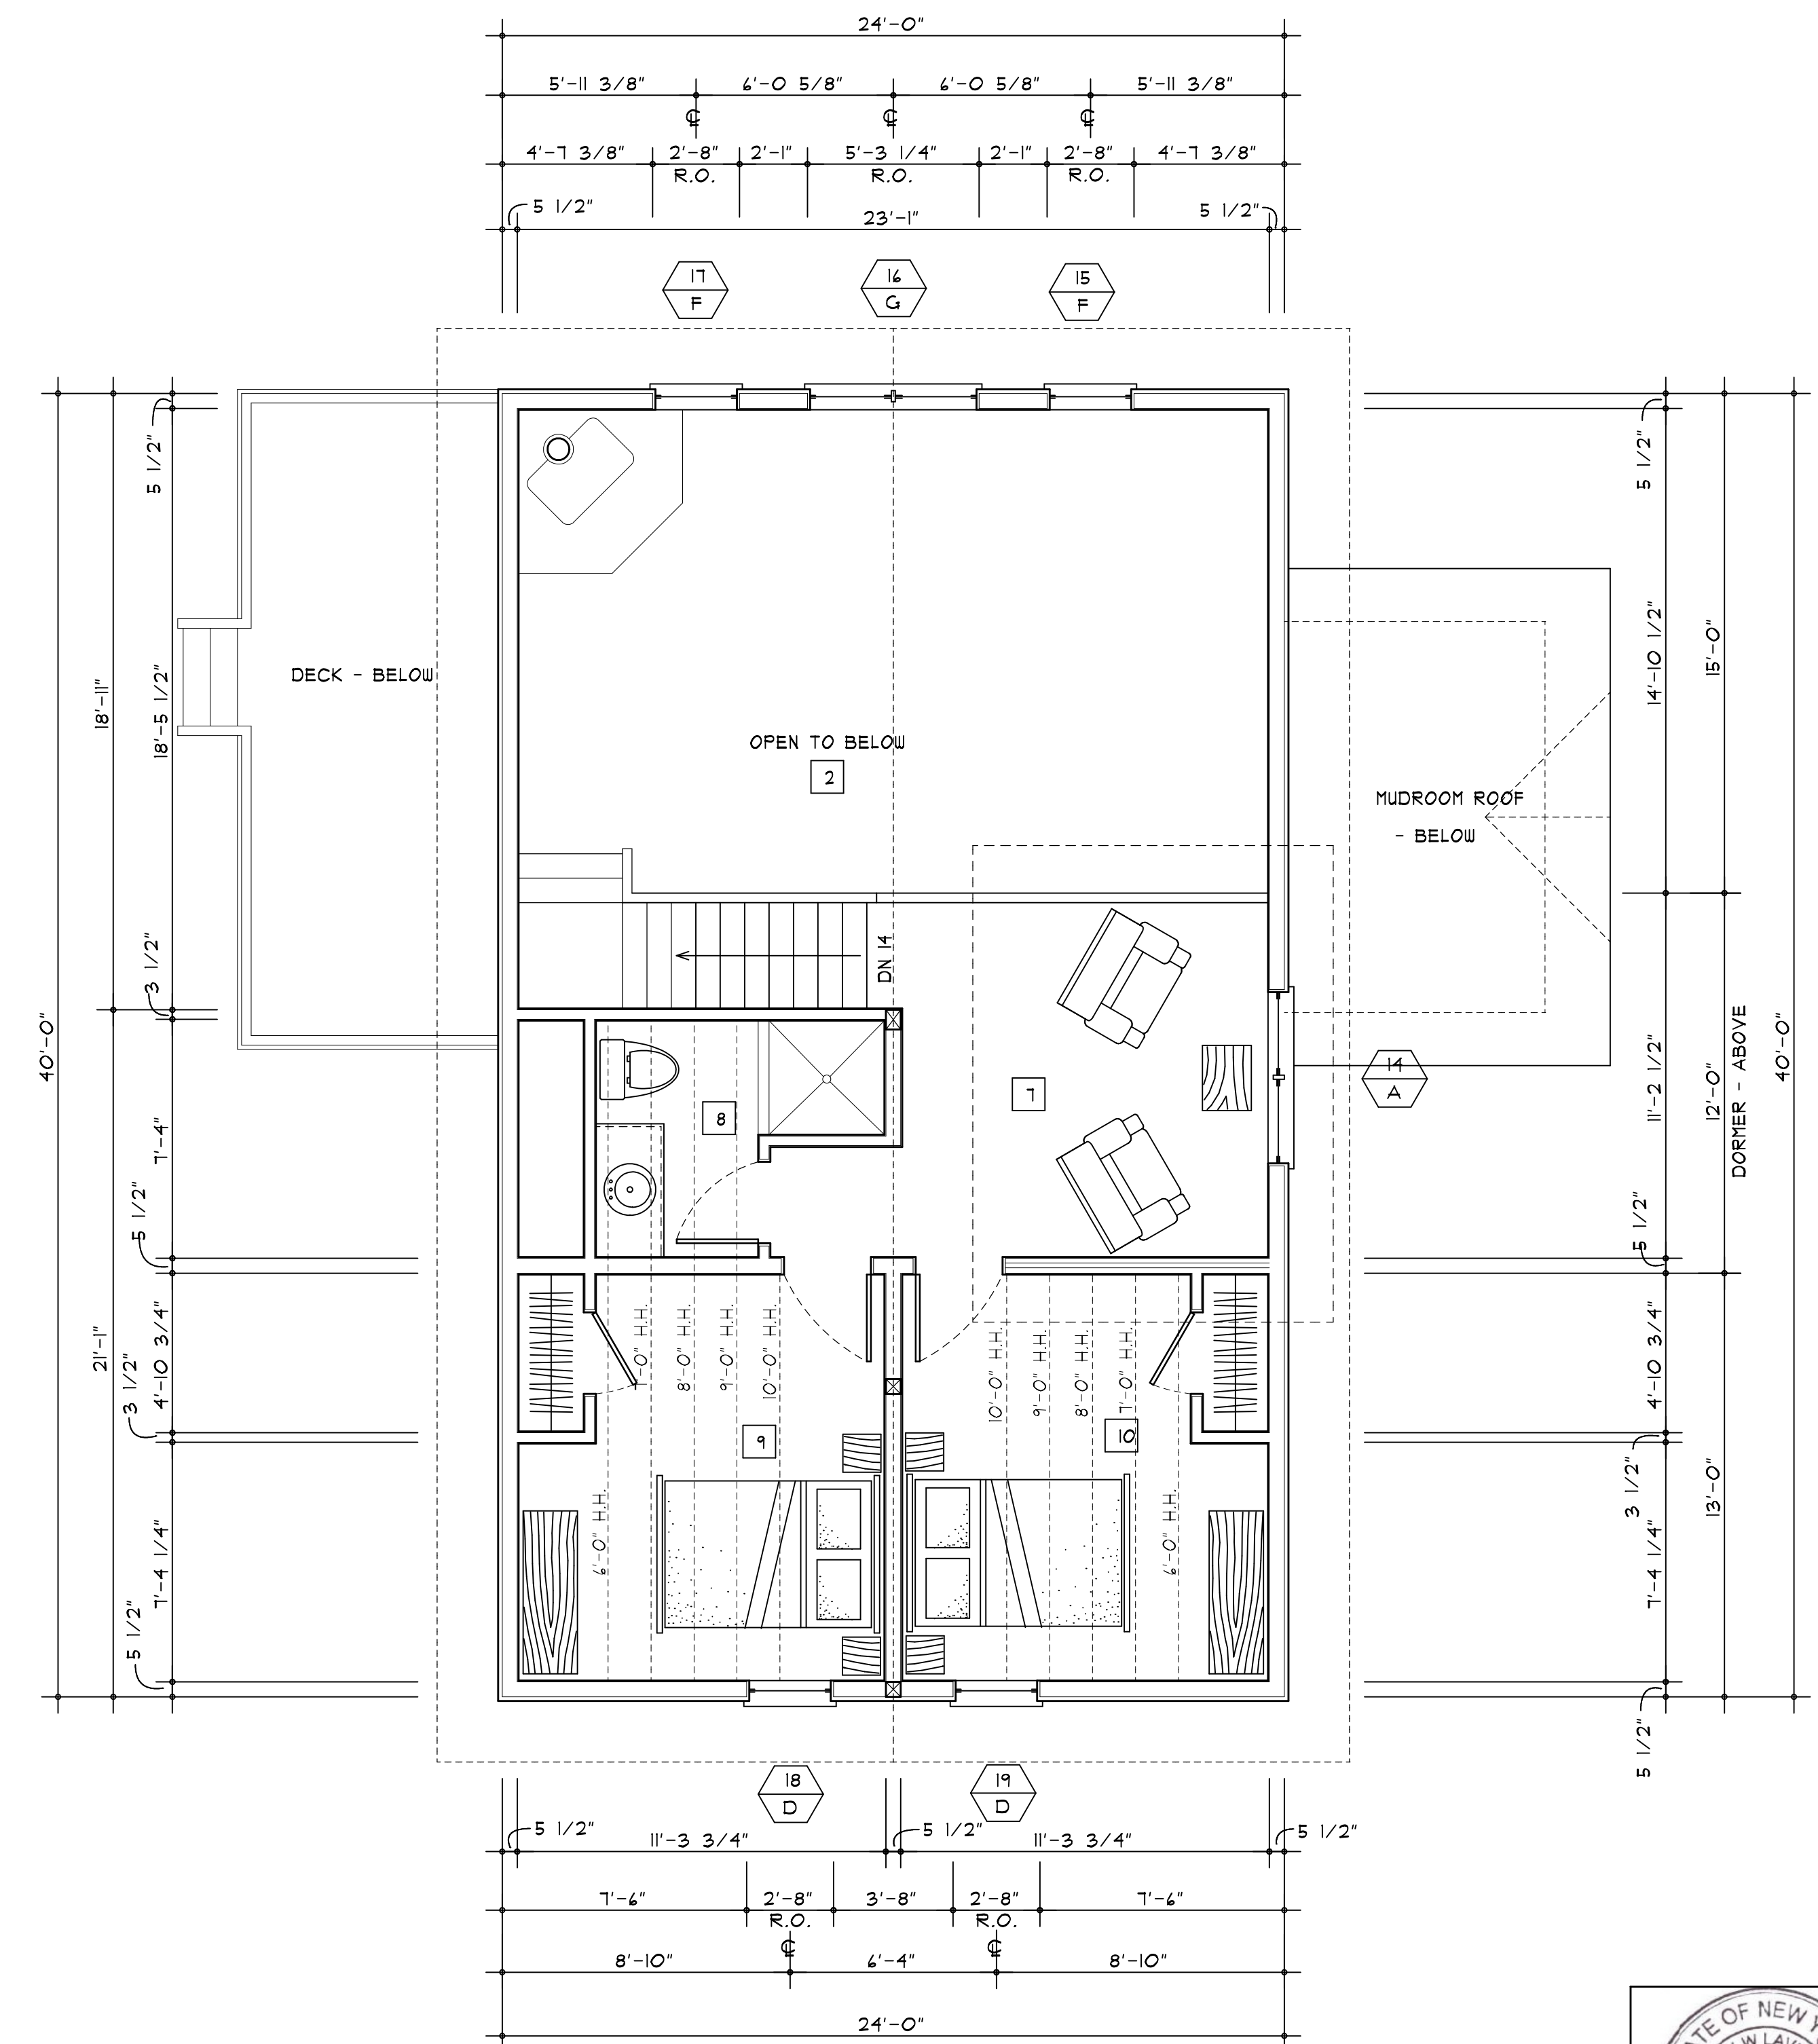 24'-0"
5'-11 3/8" 6'-0 5/8" 6'-0 5/8" 5'-11 3/8"
4'-7 3/8" 2'-8" 2'-1" 5'-3 1/4" 2'-1" 2'-8" 4'-7 3/8"
R.O. R.O. R.O.
5 1/2" 23'-1" 5 1/2"
17 16 15
F G F
5 1/2"
18'-5 1/2"
3 1/2"
7'-4"
5 1/2"
4'-10 3/4"
3 1/2"
7'-4 1/4"
5 1/2"
18'-11"
21'-1"
40'-0"
DECK - BELOW
OPEN TO BELOW
2
MUDROOM ROOF
- BELOW
DN 14
7
8
14
A
7'-0" H.H.
8'-0" H.H.
9'-0" H.H.
10'-0" H.H.
10'-0" H.H.
9'-0" H.H.
8'-0" H.H.
7'-0" H.H.
9
10
6'-0" H.H.
6'-0" H.H.
5 1/2"
14'-10 1/2"
11'-2 1/2"
5 1/2"
4'-10 3/4"
3 1/2"
7'-4 1/4"
5 1/2"
15'-0"
12'-0"
DORMER - ABOVE
13'-0"
40'-0"
18 19
D D
5 1/2" 11'-3 3/4" 5 1/2" 11'-3 3/4" 5 1/2"
7'-6" 2'-8" 3'-8" 2'-8" 7'-6"
R.O. R.O.
8'-10" 6'-4" 8'-10"
24'-0"
OF NEW